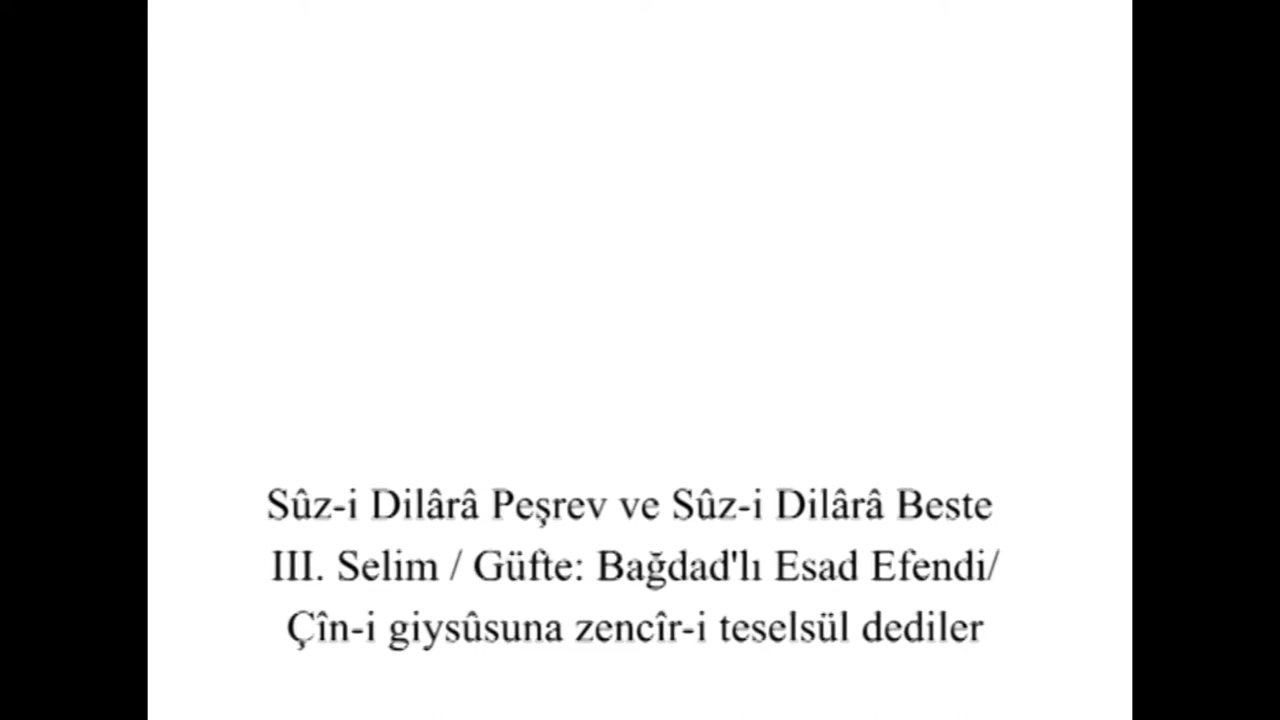 Sûz-i Dilârâ Peşrev ve Sûz-i Dilârâ Beste
III. Selim / Güfte: Bağdad'lı Esad Efendi/
Çîn-i giysûsuna zencîr-i teselsül dediler